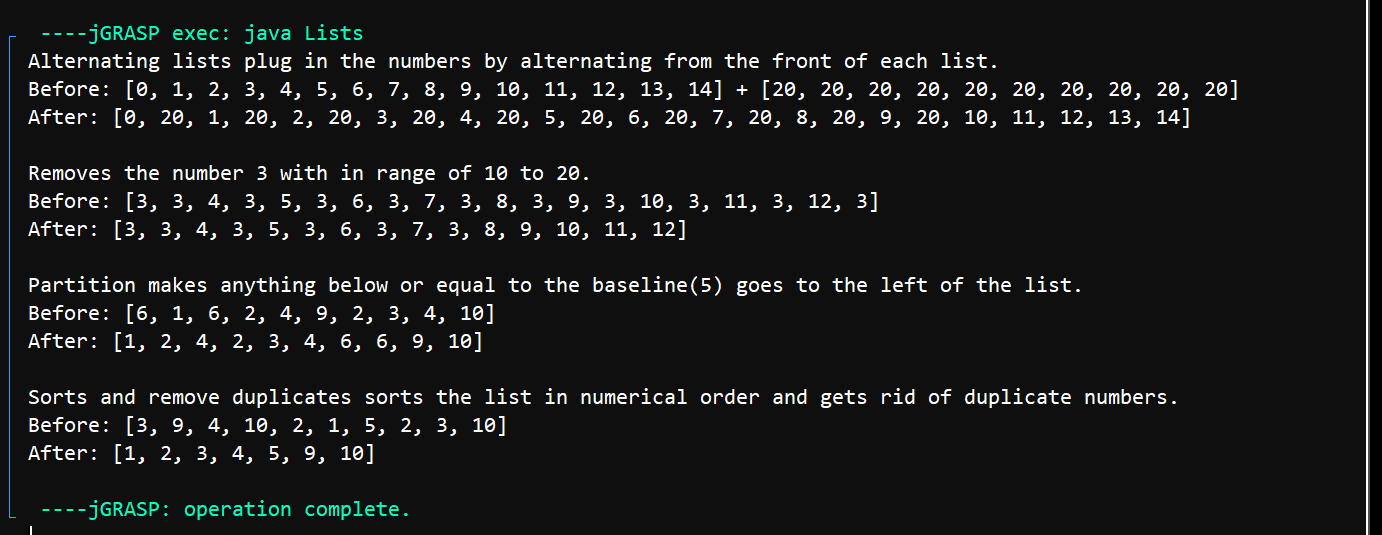 ----jGRASP exec: java Lists
Alternating lists plug in the numbers by alternating from the front of each list.
Before: [0, 1, 2, 3, 4, 5, 6, 7, 8, 9, 10, 11, 12, 13, 14] + [20, 20, 20, 20, 20, 20, 20, 20, 20, 20]
After: [0, 20, 1, 20, 2, 20, 3, 20, 4, 20, 5, 20, 6, 20, 7, 20, 8, 20, 9, 20, 10, 11, 12, 13, 14]
Removes the number 3 with in range of 10 to 20.
Before: [3, 3, 4, 3, 5, 3, 6, 3, 7, 3, 8, 3, 9, 3, 10, 3, 11, 3, 12, 3]
After: [3, 3, 4, 3, 5, 3, 6, 3, 7, 3, 8, 9, 10, 11, 12]
Partition makes anything below or equal to the baseline(5) goes to the left of the list.
Before: [6, 1, 6, 2, 4, 9, 2, 3, 4, 10]
After: [1, 2, 4, 2, 3, 4, 6, 6, 9, 10]
Sorts and remove duplicates sorts the list in numerical order and gets rid of duplicate numbers.
Before: [3, 9, 4, 10, 2, 1, 5, 2, 3, 10]
After: [1, 2, 3, 4, 5, 9, 10]
----jGRASP: operation complete.